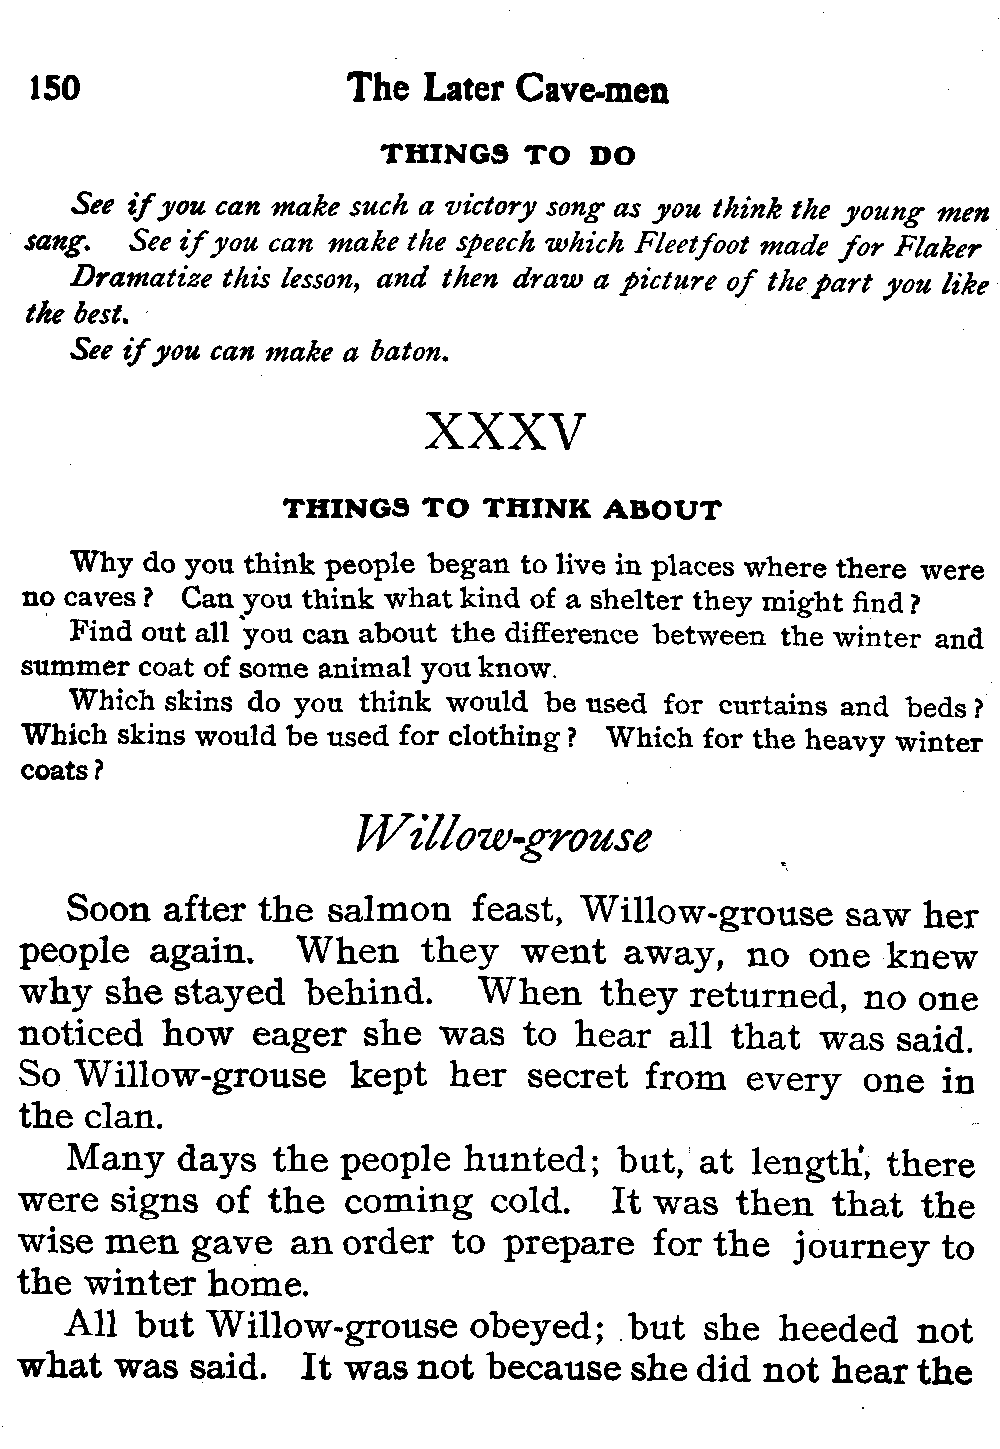 150 The Later Cave-men
THINGS TO DO
See if you can make such a victory song as you think the young men
sang. See if you can make the speech which Fleetfoot made for Flaker
Dramatize this lesson, and then draw a picture of the part you like
the best.
See if you can make a baton.
XXXV
THINGS TO THINK ABOUT
Why do you think people began to live in places where there were
no caves? Can you think what kind of a shelter they might find?
Find out all you can about the difference between the winter and
summer coat of some animal you know.
Which skins do you think would be used for curtains and beds?
Which skins would be used for clothing? Which for the heavy winter
coats?
Willow-grouse
Soon after the salmon feast, Willow-grouse saw her
people again. When they went away, no one knew
why she stayed behind. When they returned, no one
noticed how eager she was to hear all that was said.
So Willow-grouse kept her secret from every one in
the clan.
Many days the people hunted; but, at length, there
were signs of the coming cold. It was then that the
wise men gave an order to prepare for the journey to
the winter home.
All but Willow-grouse obeyed; but she heeded not
what was said. It was not because she did not hear the